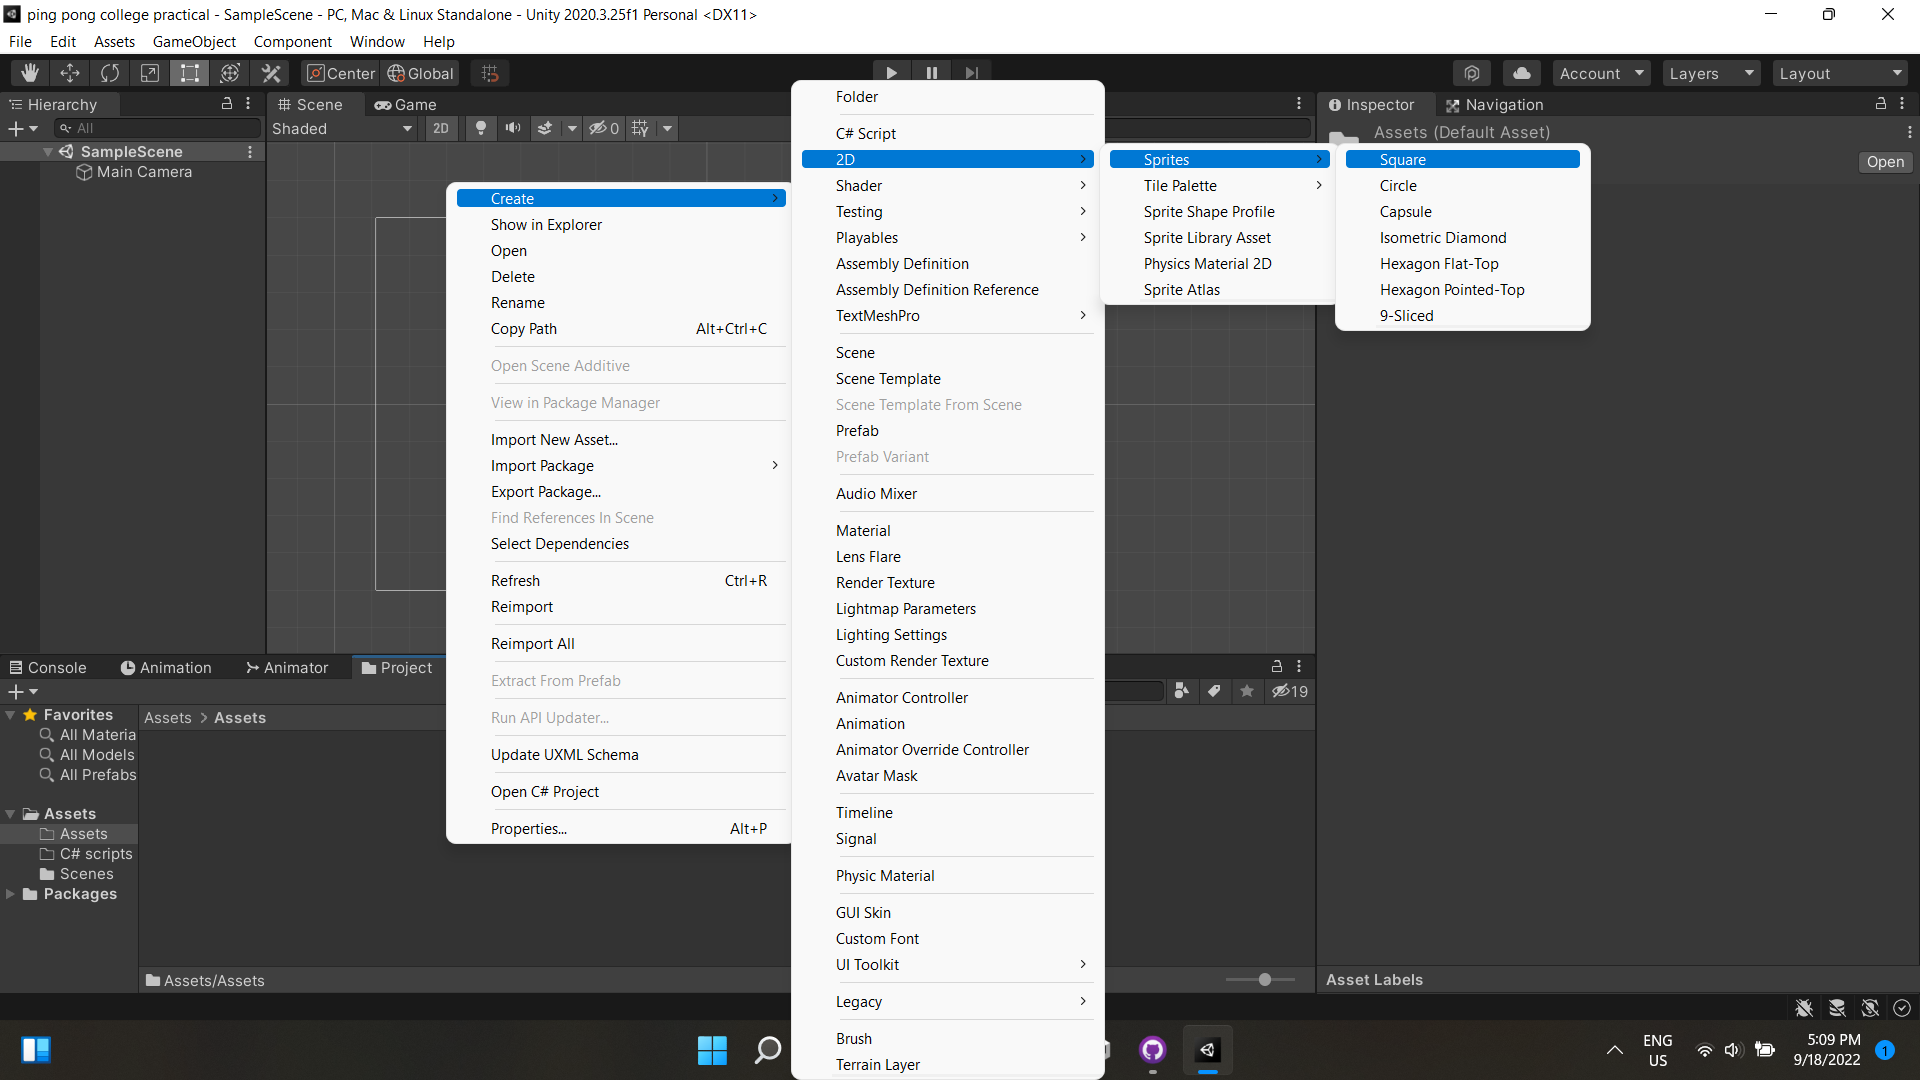 ping pong college practical - SampleScene - PC, Mac & Linux Standalone - Unity 2020.3.25f1 Personal <DX11>
File Edit Assets GameObject Component Window Help
Center Global Account Layers Layout
Hierarchy
All
SampleScene
Main Camera
Scene Game
Shaded 2D 0
Inspector Navigation
Assets (Default Asset)
Open
Create
Show in Explorer
Open
Delete
Rename
Copy Path Alt+Ctrl+C
Open Scene Additive
View in Package Manager
Import New Asset...
Import Package
Export Package...
Find References In Scene
Select Dependencies
Refresh Ctrl+R
Reimport
Reimport All
Extract From Prefab
Run API Updater...
Update UXML Schema
Open C# Project
Properties... Alt+P
Folder
C# Script
2D
Shader
Testing
Playables
Assembly Definition
Assembly Definition Reference
TextMeshPro
Scene
Scene Template
Scene Template From Scene
Prefab
Prefab Variant
Audio Mixer
Material
Lens Flare
Render Texture
Lightmap Parameters
Lighting Settings
Custom Render Texture
Animator Controller
Animation
Animator Override Controller
Avatar Mask
Timeline
Signal
Physic Material
GUI Skin
Custom Font
UI Toolkit
Legacy
Brush
Terrain Layer
Sprites
Tile Palette
Sprite Shape Profile
Sprite Library Asset
Physics Material 2D
Sprite Atlas
Square
Circle
Capsule
Isometric Diamond
Hexagon Flat-Top
Hexagon Pointed-Top
9-Sliced
Console Animation Animator Project
19
Favorites
All Materia
All Models
All Prefabs
Assets
Assets
C# scripts
Scenes
Packages
Assets > Assets
Assets/Assets
Asset Labels
ENG
US
5:09 PM
9/18/2022
1